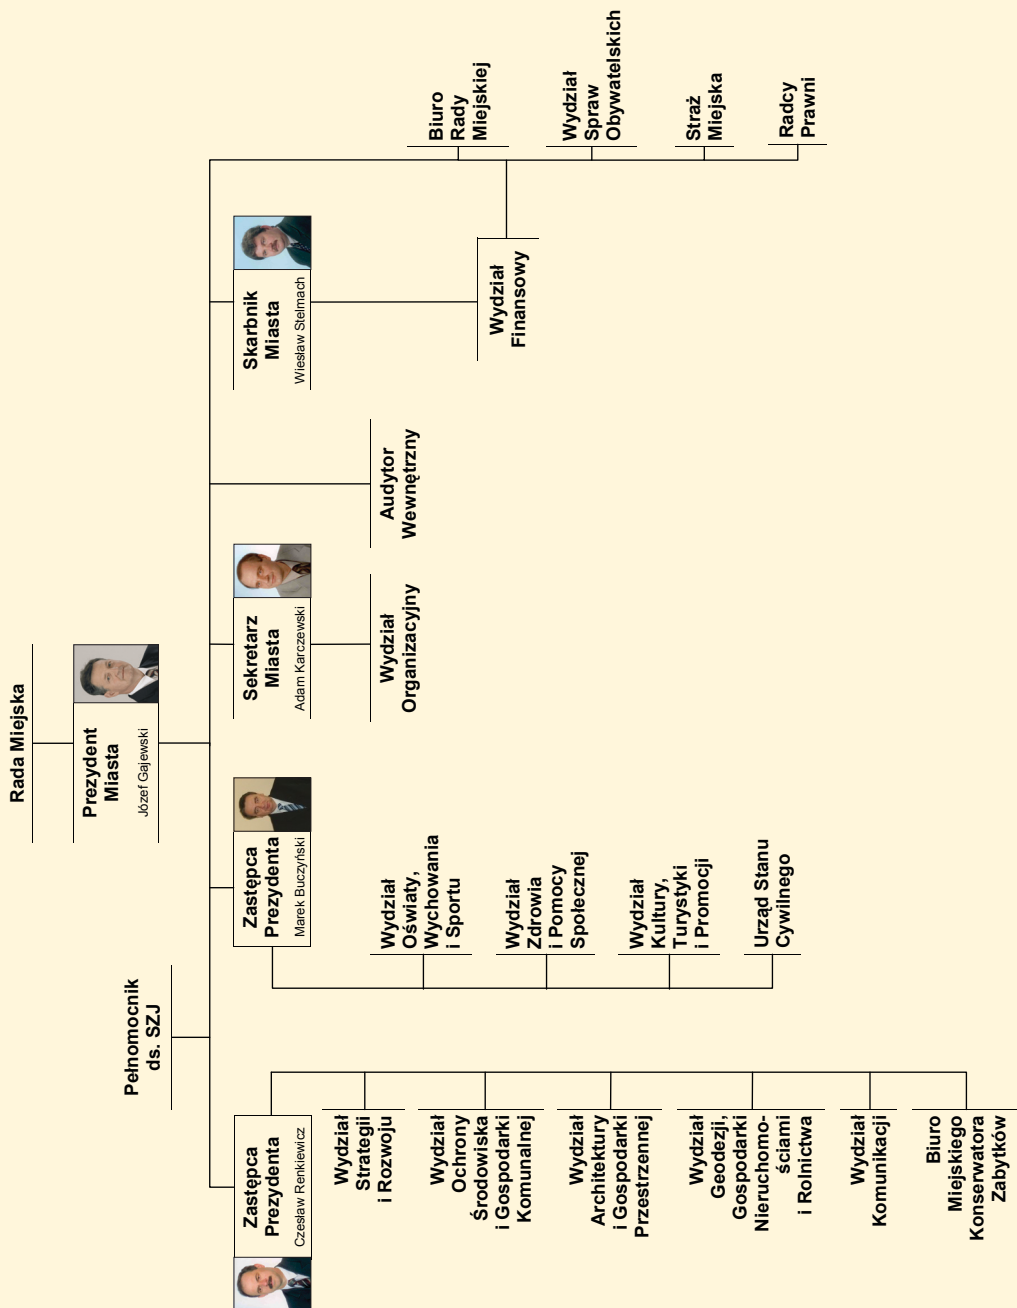 Rada Miejska
Prezydent
Miasta
Józef Gajewski
Pełnomocnik
ds. SZJ
Zastępca
Prezydenta
Czesław Renkiewicz
Zastępca
Prezydenta
Marek Buczyński
Sekretarz
Miasta
Adam Karczewski
Skarbnik
Miasta
Wiesław Stelmach
Wydział
Strategii
i Rozwoju
Wydział
Ochrony
Środowiska
i Gospodarki
Komunalnej
Wydział
Architektury
i Gospodarki
Przestrzennej
Wydział
Geodezji,
Gospodarki
Nieruchomo-
ściami
i Rolnictwa
Wydział
Komunikacji
Biuro
Miejskiego
Konserwatora
Zabytków
Wydział
Oświaty,
Wychowania
i Sportu
Wydział
Zdrowia
i Pomocy
Społecznej
Wydział
Kultury,
Turystyki
i Promocji
Urząd Stanu
Cywilnego
Wydział
Organizacyjny
Audytor
Wewnętrzny
Wydział
Finansowy
Biuro
Rady
Miejskiej
Wydział
Spraw
Obywatelskich
Straż
Miejska
Radcy
Prawni